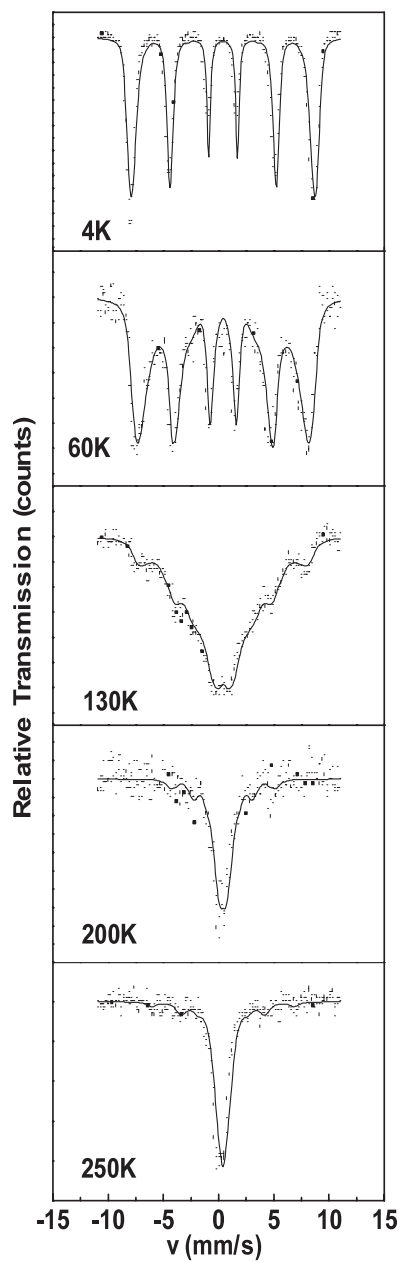 4K
60K
130K
200K
250K
Relative Transmission (counts)
-15 -10 -5 0 5 10 15
v (mm/s)